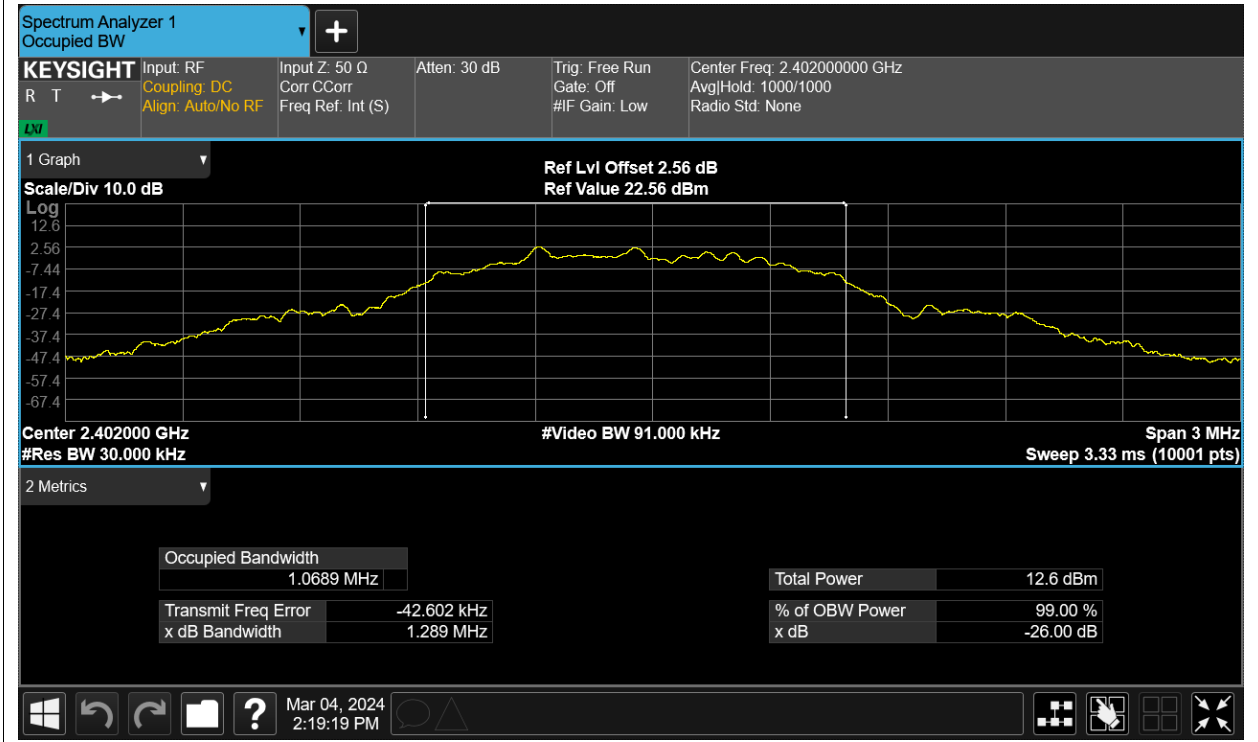 Spectrum Analyzer 1
Occupied BW
KEYSIGHT
R T
LXI
Input: RF
Coupling: DC
Align: Auto/No RF
Input Z: 50 Ω
Corr CCorr
Freq Ref: Int (S)
Atten: 30 dB
Trig: Free Run
Gate: Off
#IF Gain: Low
Center Freq: 2.402000000 GHz
Avg|Hold: 1000/1000
Radio Std: None
1 Graph
Scale/Div 10.0 dB
Ref Lvl Offset 2.56 dB
Ref Value 22.56 dBm
Log
12.6
2.56
-7.44
-17.4
-27.4
-37.4
-47.4
-57.4
-67.4
Center 2.402000 GHz
#Video BW 91.000 kHz
Span 3 MHz
#Res BW 30.000 kHz
Sweep 3.33 ms (10001 pts)
2 Metrics
Occupied Bandwidth
1.0689 MHz
Total Power 12.6 dBm
Transmit Freq Error -42.602 kHz
% of OBW Power 99.00 %
x dB Bandwidth 1.289 MHz
x dB -26.00 dB
?
Mar 04, 2024
2:19:19 PM